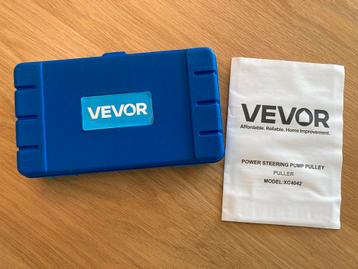 VEVOR
VEVOR
Affordable. Reliable. Home Improvement.
POWER STEERING PUMP PULLEY
PULLER
MODEL:XC4042